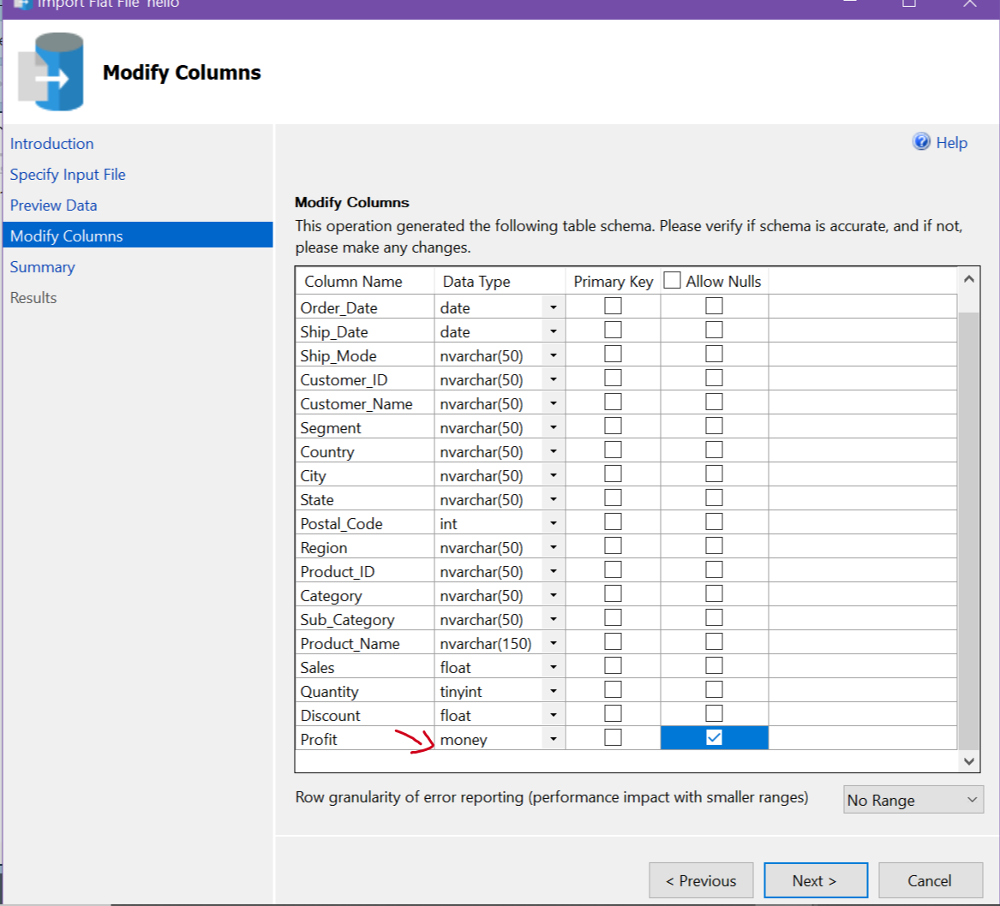 Import Flat File 'hello'
Modify Columns
Introduction
Specify Input File
Preview Data
Modify Columns
Summary
Results
Help
Modify Columns
This operation generated the following table schema. Please verify if schema is accurate, and if not,
please make any changes.
Column Name Data Type Primary Key Allow Nulls
Order_Date date
Ship_Date date
Ship_Mode nvarchar(50)
Customer_ID nvarchar(50)
Customer_Name nvarchar(50)
Segment nvarchar(50)
Country nvarchar(50)
City nvarchar(50)
State nvarchar(50)
Postal_Code int
Region nvarchar(50)
Product_ID nvarchar(50)
Category nvarchar(50)
Sub_Category nvarchar(50)
Product_Name nvarchar(150)
Sales float
Quantity tinyint
Discount float
Profit money
Row granularity of error reporting (performance impact with smaller ranges) No Range
< Previous Next > Cancel